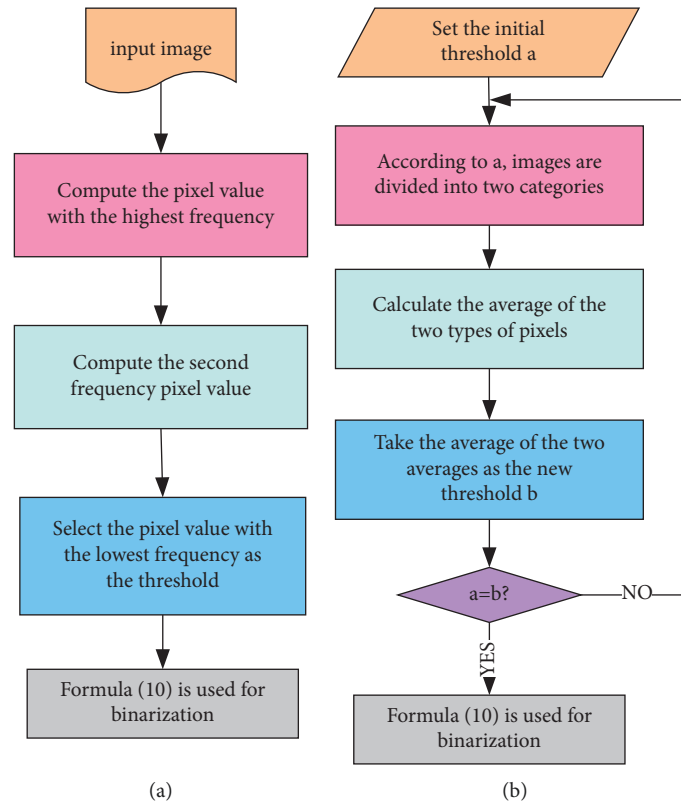 input image
Compute the pixel value
with the highest frequency
Compute the second
frequency pixel value
Select the pixel value with
the lowest frequency as
the threshold
Formula (10) is used for
binarization
(a)
Set the initial
threshold a
According to a, images are
divided into two categories
Calculate the average of the
two types of pixels
Take the average of the two
averages as the new
threshold b
a=b?
NO
YES
Formula (10) is used for
binarization
(b)